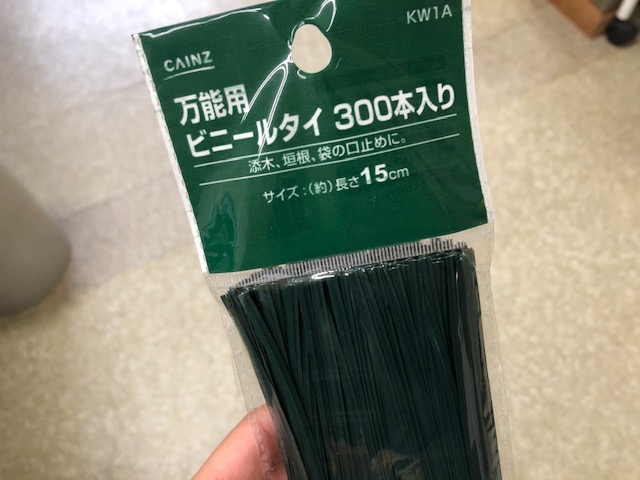 CAINZ
KW1A
万能用
ビニールタイ 300本入り
添木、垣根、袋の口止めに。
サイズ:(約)長さ15cm